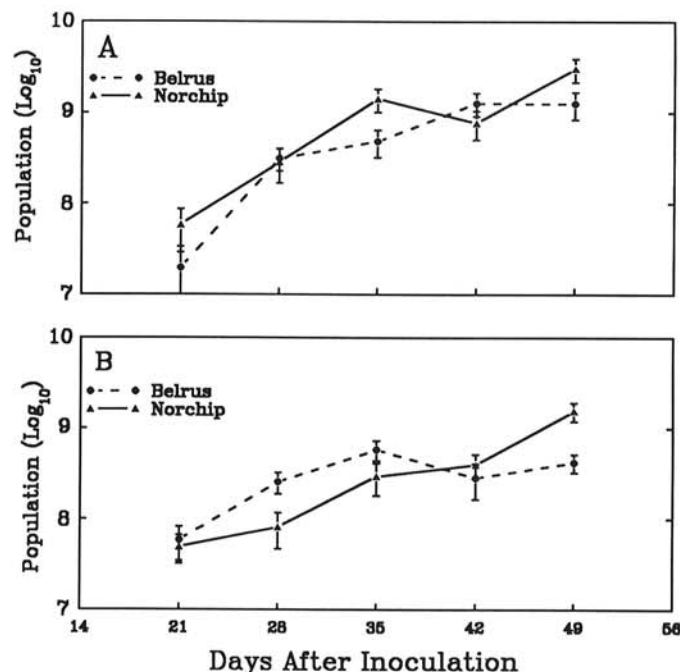 10
A
Belrus
Norchip
9
8
7
Population (Log₁₀)
10
B
Belrus
Norchip
9
8
7
Population (Log₁₀)
14 21 28 35 42 49 56
Days After Inoculation